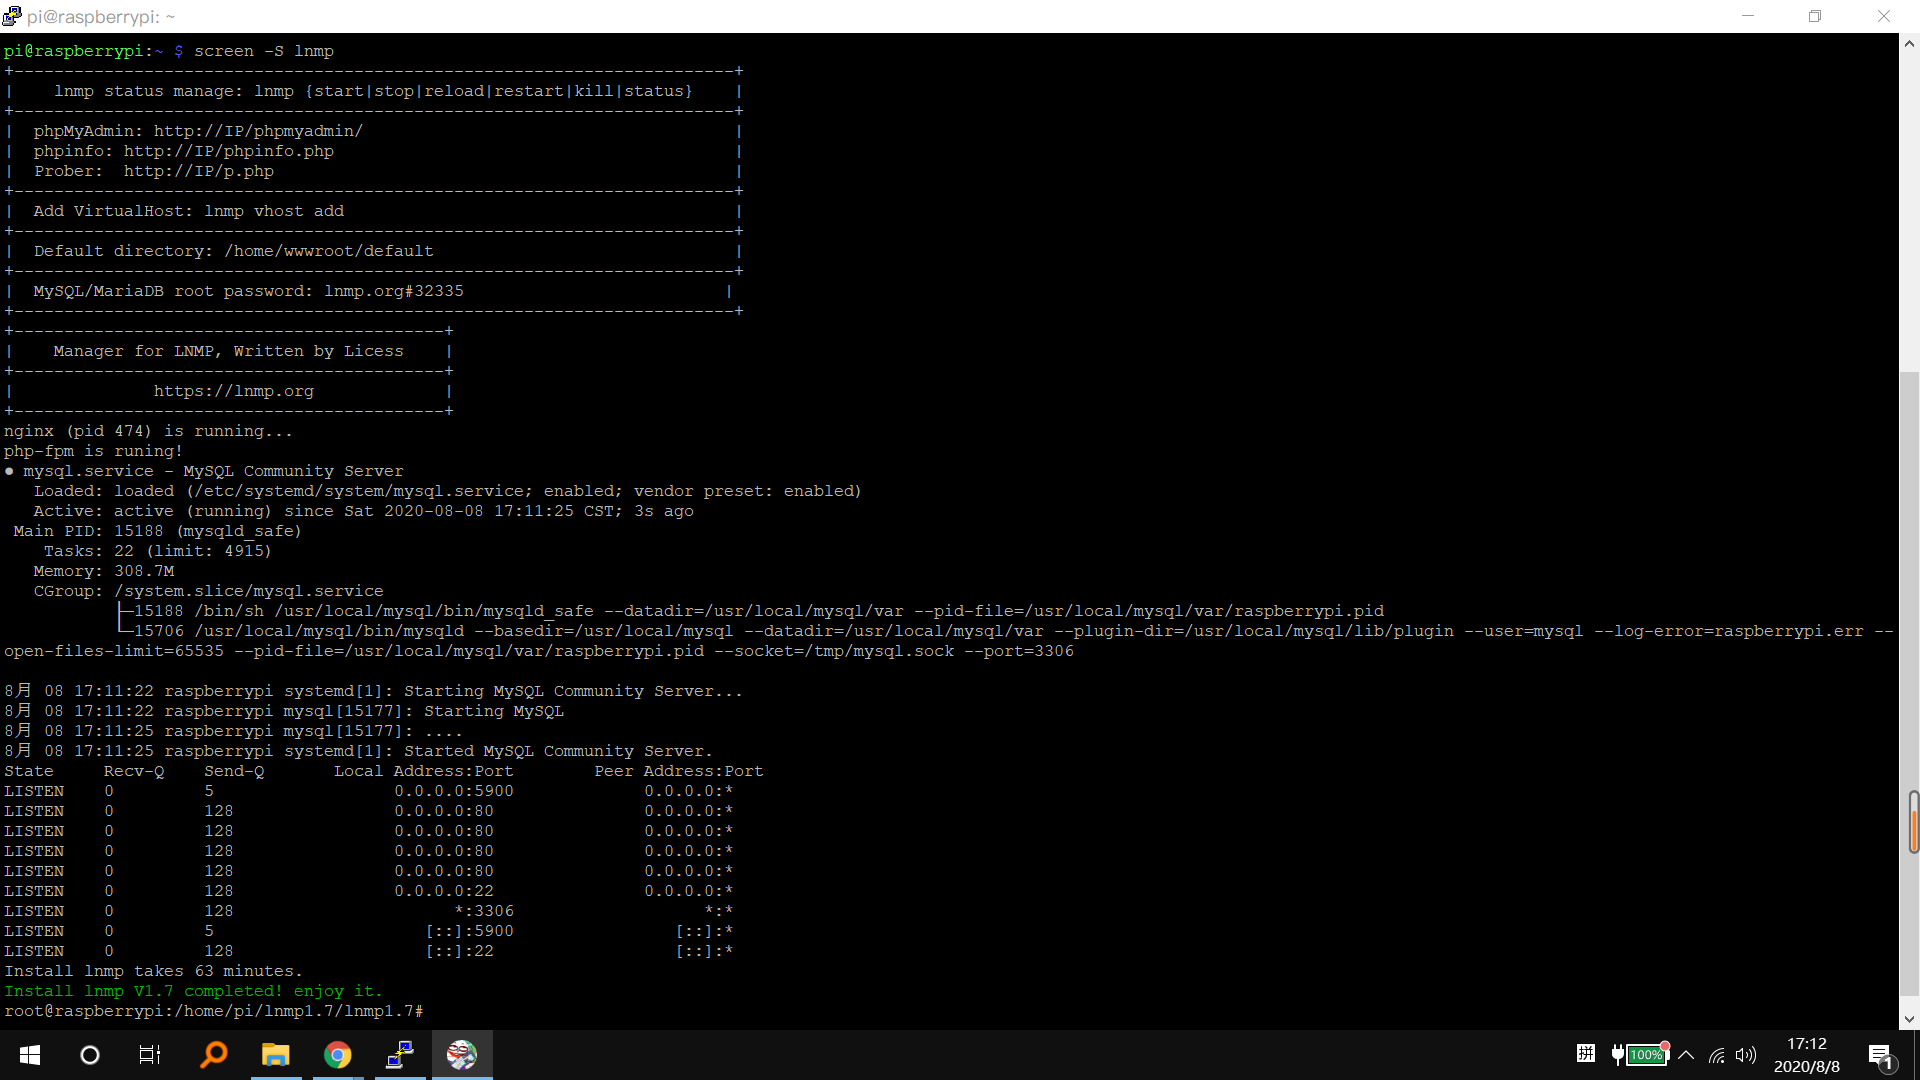 pi@raspberrypi: ~
pi@raspberrypi:~ $ screen -S lnmp
+------------------------------------------------------------------------+
|    lnmp status manage: lnmp {start|stop|reload|restart|kill|status}    |
+------------------------------------------------------------------------+
|  phpMyAdmin: http://IP/phpmyadmin/                                     |
|  phpinfo: http://IP/phpinfo.php                                        |
|  Prober:  http://IP/p.php                                              |
+------------------------------------------------------------------------+
|  Add VirtualHost: lnmp vhost add                                       |
+------------------------------------------------------------------------+
|  Default directory: /home/wwwroot/default                              |
+------------------------------------------------------------------------+
|  MySQL/MariaDB root password: lnmp.org#32335                          |
+------------------------------------------------------------------------+
+-------------------------------------------+
|    Manager for LNMP, Written by Licess    |
+-------------------------------------------+
|              https://lnmp.org             |
+-------------------------------------------+
nginx (pid 474) is running...
php-fpm is runing!
● mysql.service - MySQL Community Server
   Loaded: loaded (/etc/systemd/system/mysql.service; enabled; vendor preset: enabled)
   Active: active (running) since Sat 2020-08-08 17:11:25 CST; 3s ago
 Main PID: 15188 (mysqld_safe)
    Tasks: 22 (limit: 4915)
   Memory: 308.7M
   CGroup: /system.slice/mysql.service
           ├─15188 /bin/sh /usr/local/mysql/bin/mysqld_safe --datadir=/usr/local/mysql/var --pid-file=/usr/local/mysql/var/raspberrypi.pid
           └─15706 /usr/local/mysql/bin/mysqld --basedir=/usr/local/mysql --datadir=/usr/local/mysql/var --plugin-dir=/usr/local/mysql/lib/plugin --user=mysql --log-error=raspberrypi.err --
open-files-limit=65535 --pid-file=/usr/local/mysql/var/raspberrypi.pid --socket=/tmp/mysql.sock --port=3306
8月 08 17:11:22 raspberrypi systemd[1]: Starting MySQL Community Server...
8月 08 17:11:22 raspberrypi mysql[15177]: Starting MySQL
8月 08 17:11:25 raspberrypi mysql[15177]: ....
8月 08 17:11:25 raspberrypi systemd[1]: Started MySQL Community Server.
State     Recv-Q    Send-Q       Local Address:Port        Peer Address:Port
LISTEN    0         5                  0.0.0.0:5900             0.0.0.0:*
LISTEN    0         128                0.0.0.0:80               0.0.0.0:*
LISTEN    0         128                0.0.0.0:80               0.0.0.0:*
LISTEN    0         128                0.0.0.0:80               0.0.0.0:*
LISTEN    0         128                0.0.0.0:80               0.0.0.0:*
LISTEN    0         128                0.0.0.0:22               0.0.0.0:*
LISTEN    0         128                      *:3306                   *:*
LISTEN    0         5                     [::]:5900                [::]:*
LISTEN    0         128                   [::]:22                  [::]:*
Install lnmp takes 63 minutes.
Install lnmp V1.7 completed! enjoy it.
root@raspberrypi:/home/pi/lnmp1.7/lnmp1.7#
拼
100%
17:12
2020/8/8
1